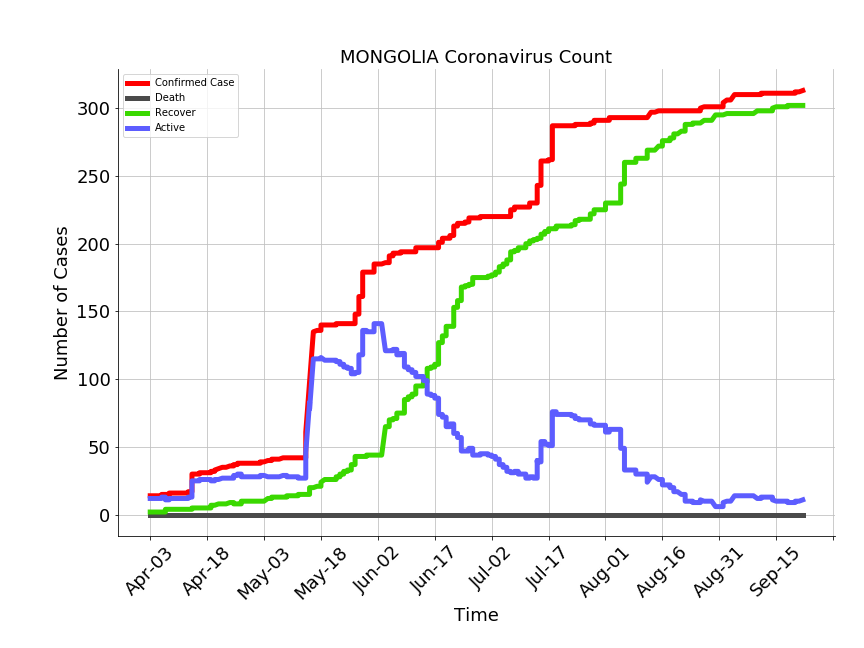 MONGOLIA Coronavirus Count
Confirmed Case
Death
Recover
Active
Number of Cases
300
250
200
150
100
50
0
Apr-03
Apr-18
May-03
May-18
Jun-02
Jun-17
Jul-02
Jul-17
Aug-01
Aug-16
Aug-31
Sep-15
Time